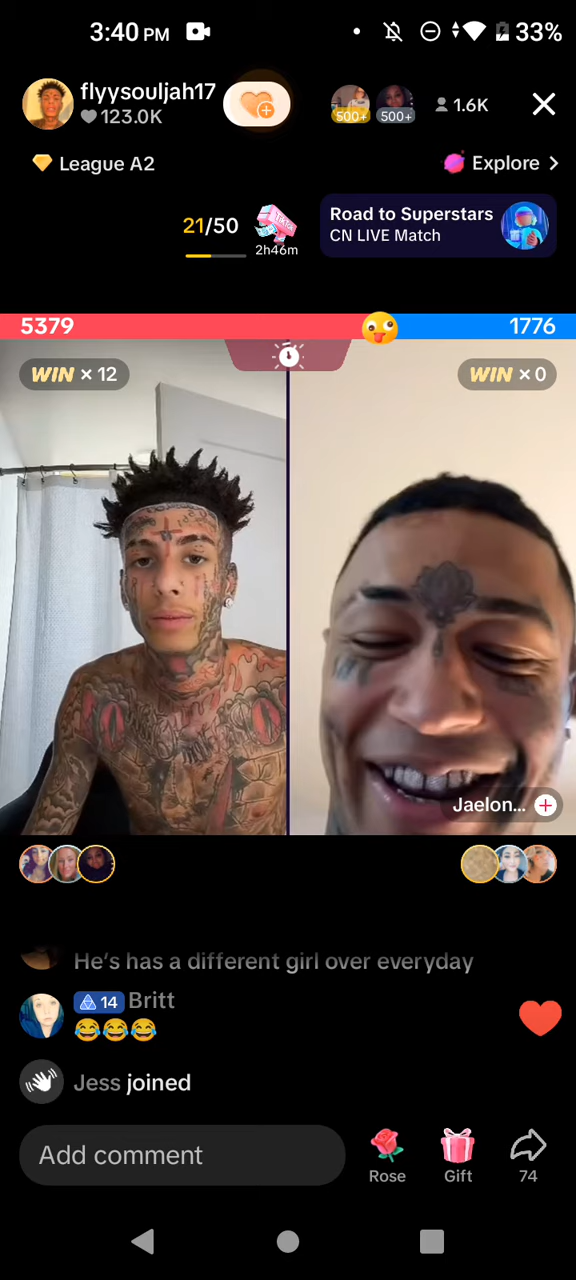 3:40 PM
33%
flyysouljah17
123.0K
500+
500+
1.6K
League A2
Explore
21/50
TikTok
2h46m
Road to Superstars
CN LIVE Match
5379
1776
WIN × 12
WIN × 0
Jaelon...
He's has a different girl over everyday
14 Britt
😂😂😂
Jess joined
Add comment
Rose
Gift
74